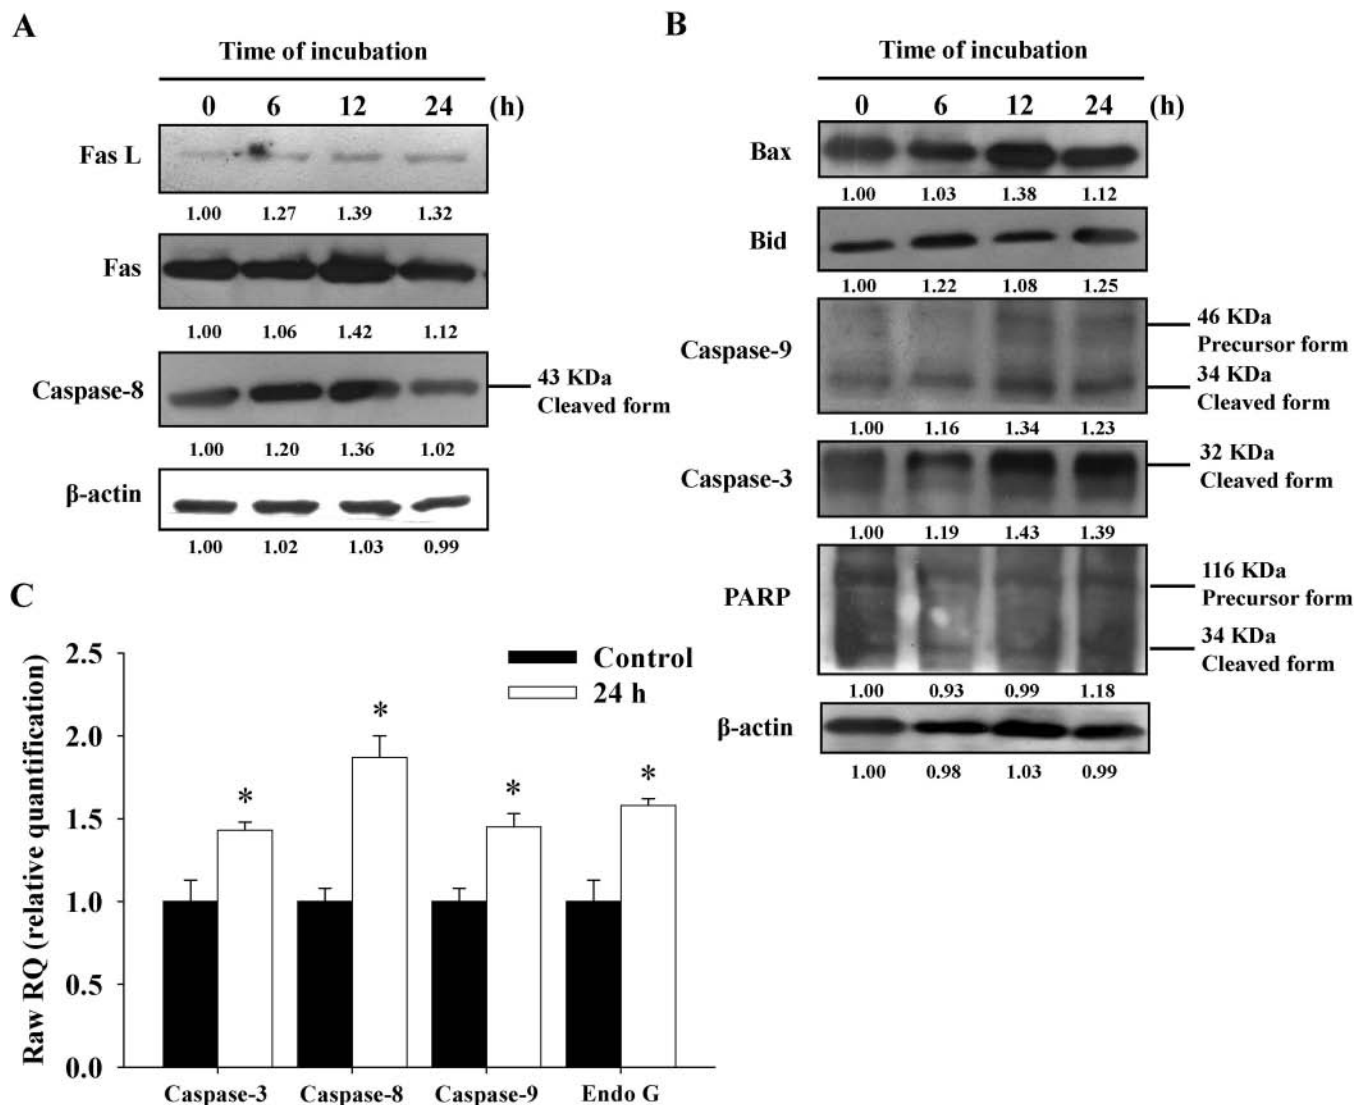 A
Time of incubation
0 6 12 24 (h)
Fas L
1.00 1.27 1.39 1.32
Fas
1.00 1.06 1.42 1.12
Caspase-8
43 KDa
Cleaved form
1.00 1.20 1.36 1.02
β-actin
1.00 1.02 1.03 0.99
B
Time of incubation
0 6 12 24 (h)
Bax
1.00 1.03 1.38 1.12
Bid
1.00 1.22 1.08 1.25
Caspase-9
46 KDa
Precursor form
34 KDa
Cleaved form
1.00 1.16 1.34 1.23
Caspase-3
32 KDa
Cleaved form
1.00 1.19 1.43 1.39
PARP
116 KDa
Precursor form
34 KDa
Cleaved form
1.00 0.93 0.99 1.18
β-actin
1.00 0.98 1.03 0.99
C
Raw RQ (relative quantification)
2.5
2.0
1.5
1.0
0.5
0.0
Control
24 h
* * * *
Caspase-3 Caspase-8 Caspase-9 Endo G